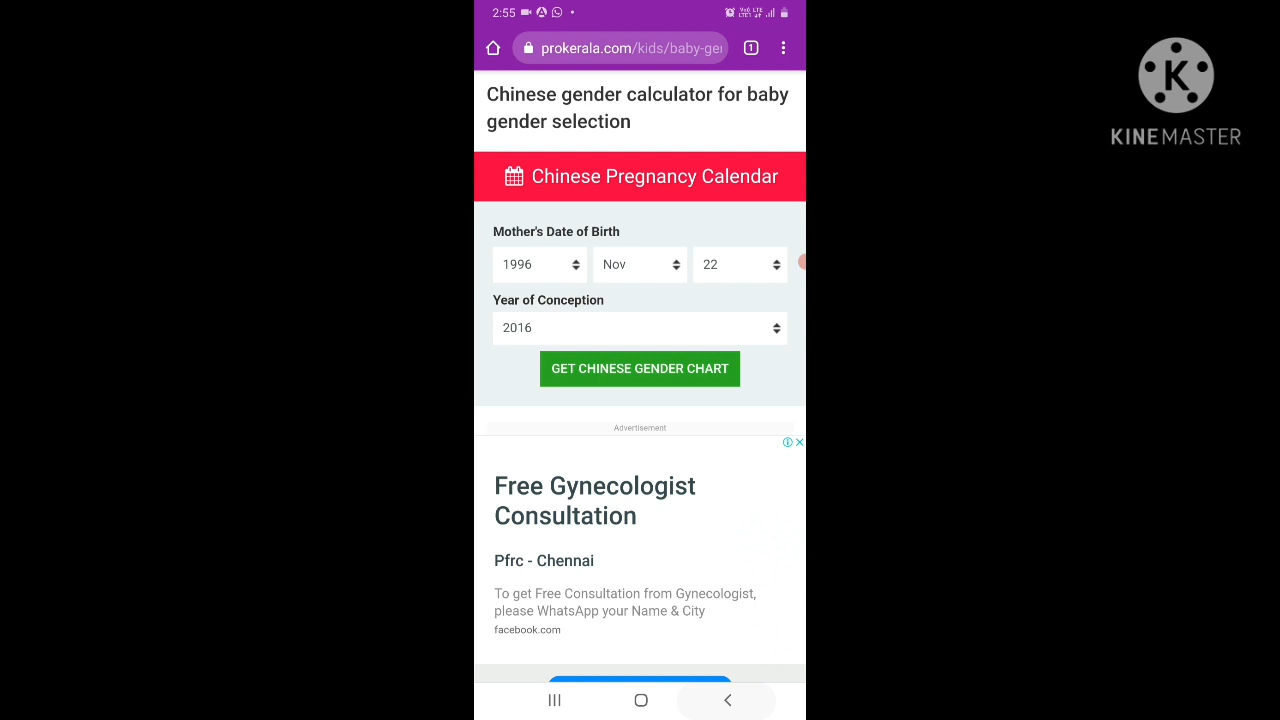 2:55
prokerala.com/kids/baby-ge
1
KINEMASTER
Chinese gender calculator for baby
gender selection
Chinese Pregnancy Calendar
Mother's Date of Birth
1996 Nov 22
Year of Conception
2016
GET CHINESE GENDER CHART
Advertisement
Free Gynecologist
Consultation
Pfrc - Chennai
To get Free Consultation from Gynecologist,
please WhatsApp your Name & City
facebook.com